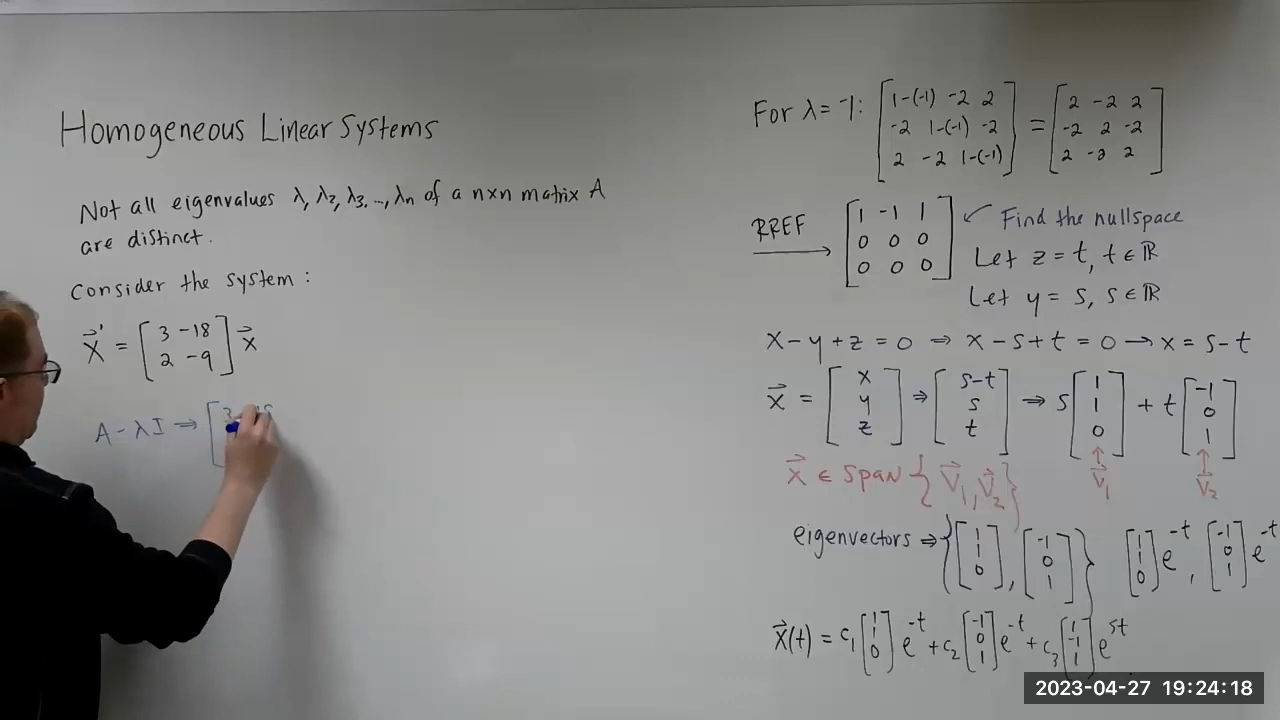 Homogeneous Linear Systems
Not all eigenvalues λ, λ₂, λ₃, ..., λn of a n×n matrix A
are distinct.
Consider the system:
x⃗' = [3 -18; 2 -9] x⃗
A - λI ⇒ [3
For λ = -1: [1-(-1) -2 2; -2 1-(-1) -2; 2 -2 1-(-1)] = [2 -2 2; -2 2 -2; 2 -2 2]
RREF → [1 -1 1; 0 0 0; 0 0 0] ↙ Find the nullspace
Let z = t, t ∈ ℝ
Let y = s, s ∈ ℝ
x - y + z = 0 ⇒ x - s + t = 0 → x = s - t
x⃗ = [x; y; z] ⇒ [s-t; s; t] ⇒ s[1; 1; 0] + t[-1; 0; 1]
↑ v⃗₁ ↑ v⃗₂
x⃗ ∈ span {v⃗₁, v⃗₂}
eigenvectors ⇒ {[1; 1; 0], [-1; 0; 1]} [1; 1; 0]e^-t, [-1; 0; 1]e^-t
x⃗(t) = c₁[1; 1; 0]e^-t + c₂[-1; 0; 1]e^-t + c₃[1; -1; 1]e^5t
2023-04-27 19:24:18